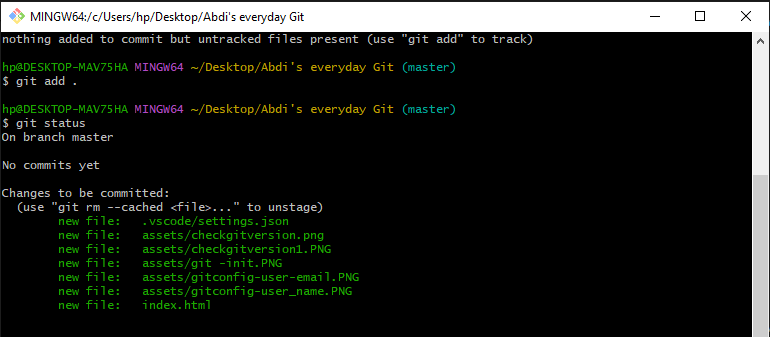 MINGW64:/c/Users/hp/Desktop/Abdi's everyday Git
nothing added to commit but untracked files present (use "git add" to track)
hp@DESKTOP-MAV75HA MINGW64 ~/Desktop/Abdi's everyday Git (master)
$ git add .
hp@DESKTOP-MAV75HA MINGW64 ~/Desktop/Abdi's everyday Git (master)
$ git status
On branch master
No commits yet
Changes to be committed:
(use "git rm --cached <file>..." to unstage)
new file: .vscode/settings.json
new file: assets/checkgitversion.png
new file: assets/checkgitversion1.PNG
new file: assets/git -init.PNG
new file: assets/gitconfig-user-email.PNG
new file: assets/gitconfig-user_name.PNG
new file: index.html